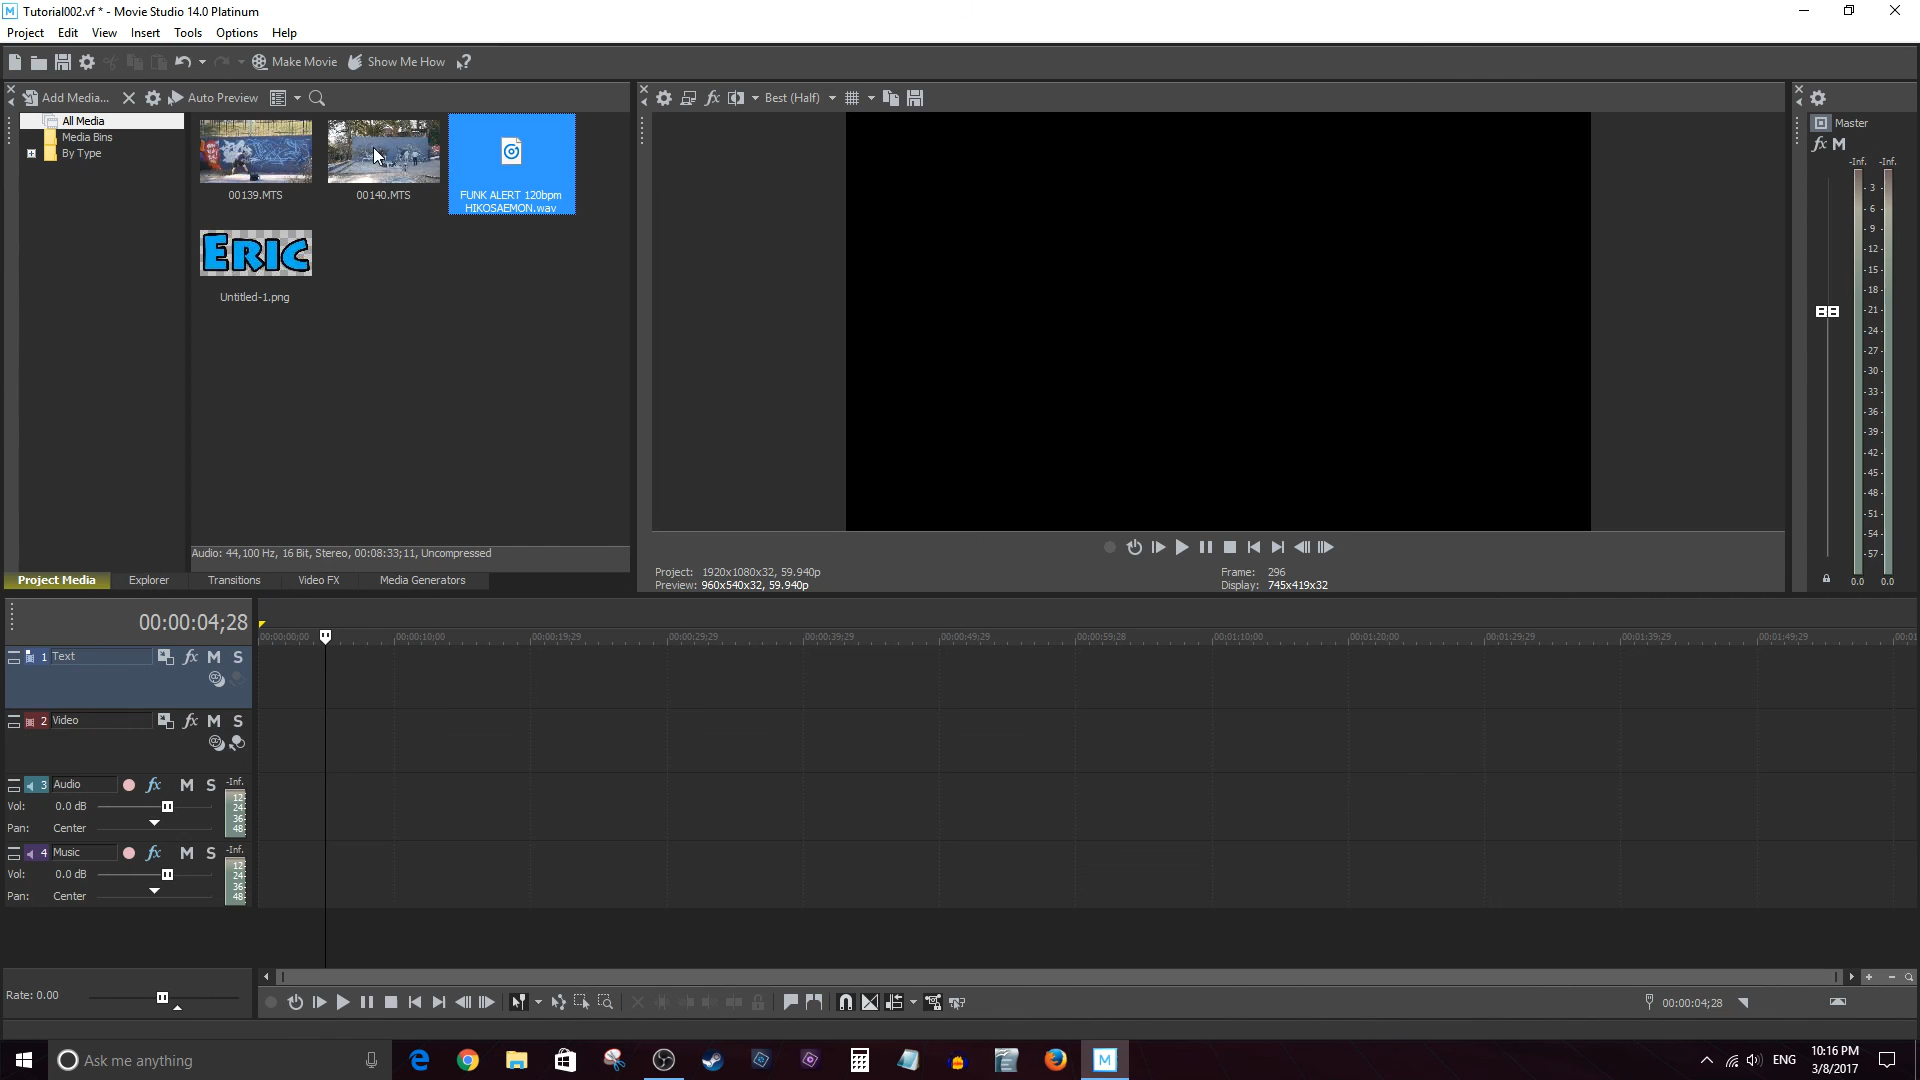 Tutorial002.vf * - Movie Studio 14.0 Platinum
Project Edit View Insert Tools Options Help
Make Movie Show Me How
Add Media... Auto Preview
Best (Half)
All Media
Media Bins
By Type
00139.MTS
00140.MTS
FUNK ALERT 120bpm
HIKOSAEMON.wav
ERIC
Untitled-1.png
Audio: 44,100 Hz, 16 Bit, Stereo, 00:08:33;11, Uncompressed
Project Media Explorer Transitions Video FX Media Generators
Project: 1920x1080x32, 59.940p
Preview: 960x540x32, 59.940p
Frame: 296
Display: 745x419x32
Master
fx M
-Inf. -Inf.
- 3 -
- 6 -
- 9 -
-12-
-15-
-18-
-21-
-24-
-27-
-30-
-33-
-36-
-39-
-42-
-45-
-48-
-51-
-54-
-57-
0.0 0.0
00:00:04;28
00:00:00;00 00:00:10;00 00:00:19;29 00:00:29;29 00:00:39;29 00:00:49;29 00:00:59;28 00:01:10;00 00:01:20;00 00:01:29;29 00:01:39;29 00:01:49;29 00:01
1 Text fx M S
2 Video fx M S
3 Audio fx M S -Inf.
Vol: 0.0 dB
Pan: Center
12
24
36
48
4 Music fx M S -Inf.
Vol: 0.0 dB
Pan: Center
12
24
36
48
Rate: 0.00
00:00:04;28
Ask me anything
ENG
10:16 PM
3/8/2017